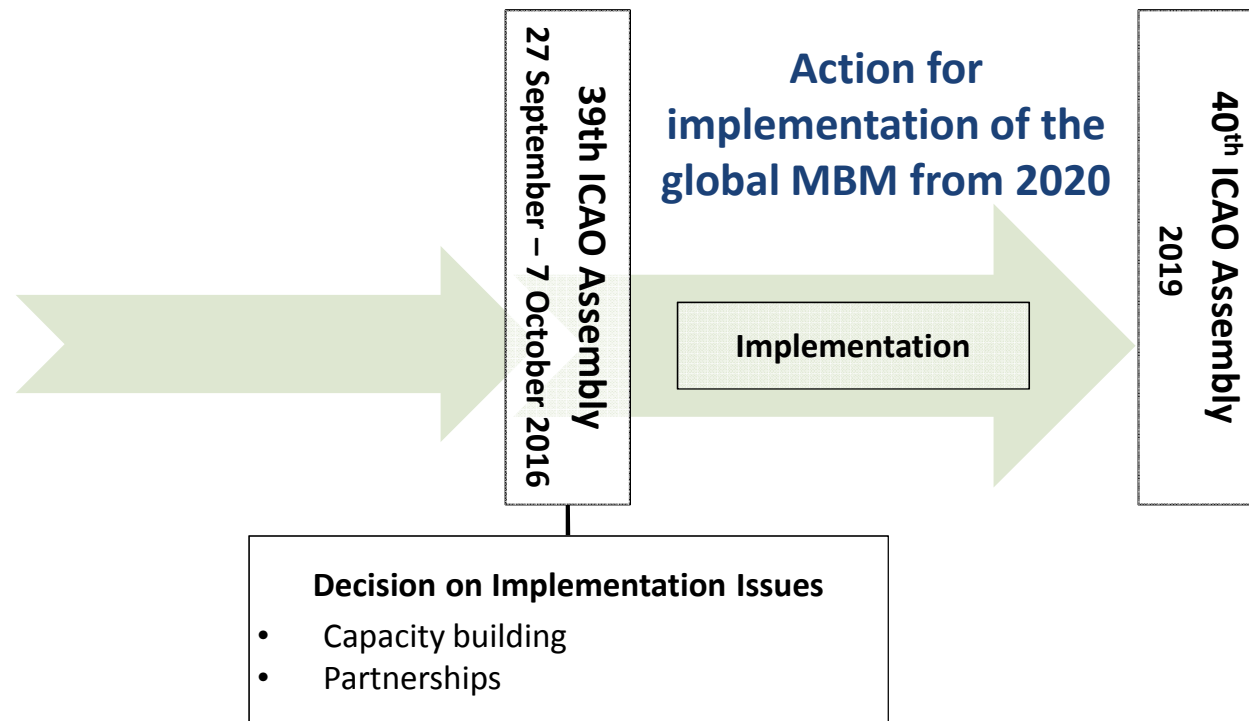 39th ICAO Assembly
27 September – 7 October 2016
Action for
implementation of the
global MBM from 2020
Implementation
40th ICAO Assembly
2019
Decision on Implementation Issues
• Capacity building
• Partnerships